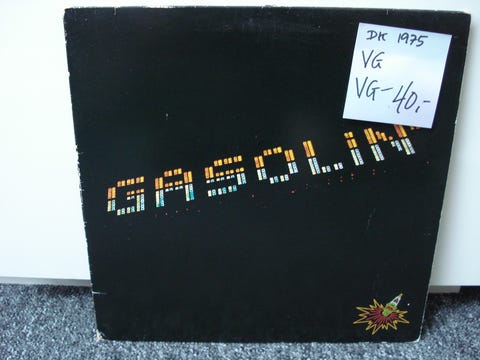 DK 1975
VG
VG- 40,-
GASOLIN'